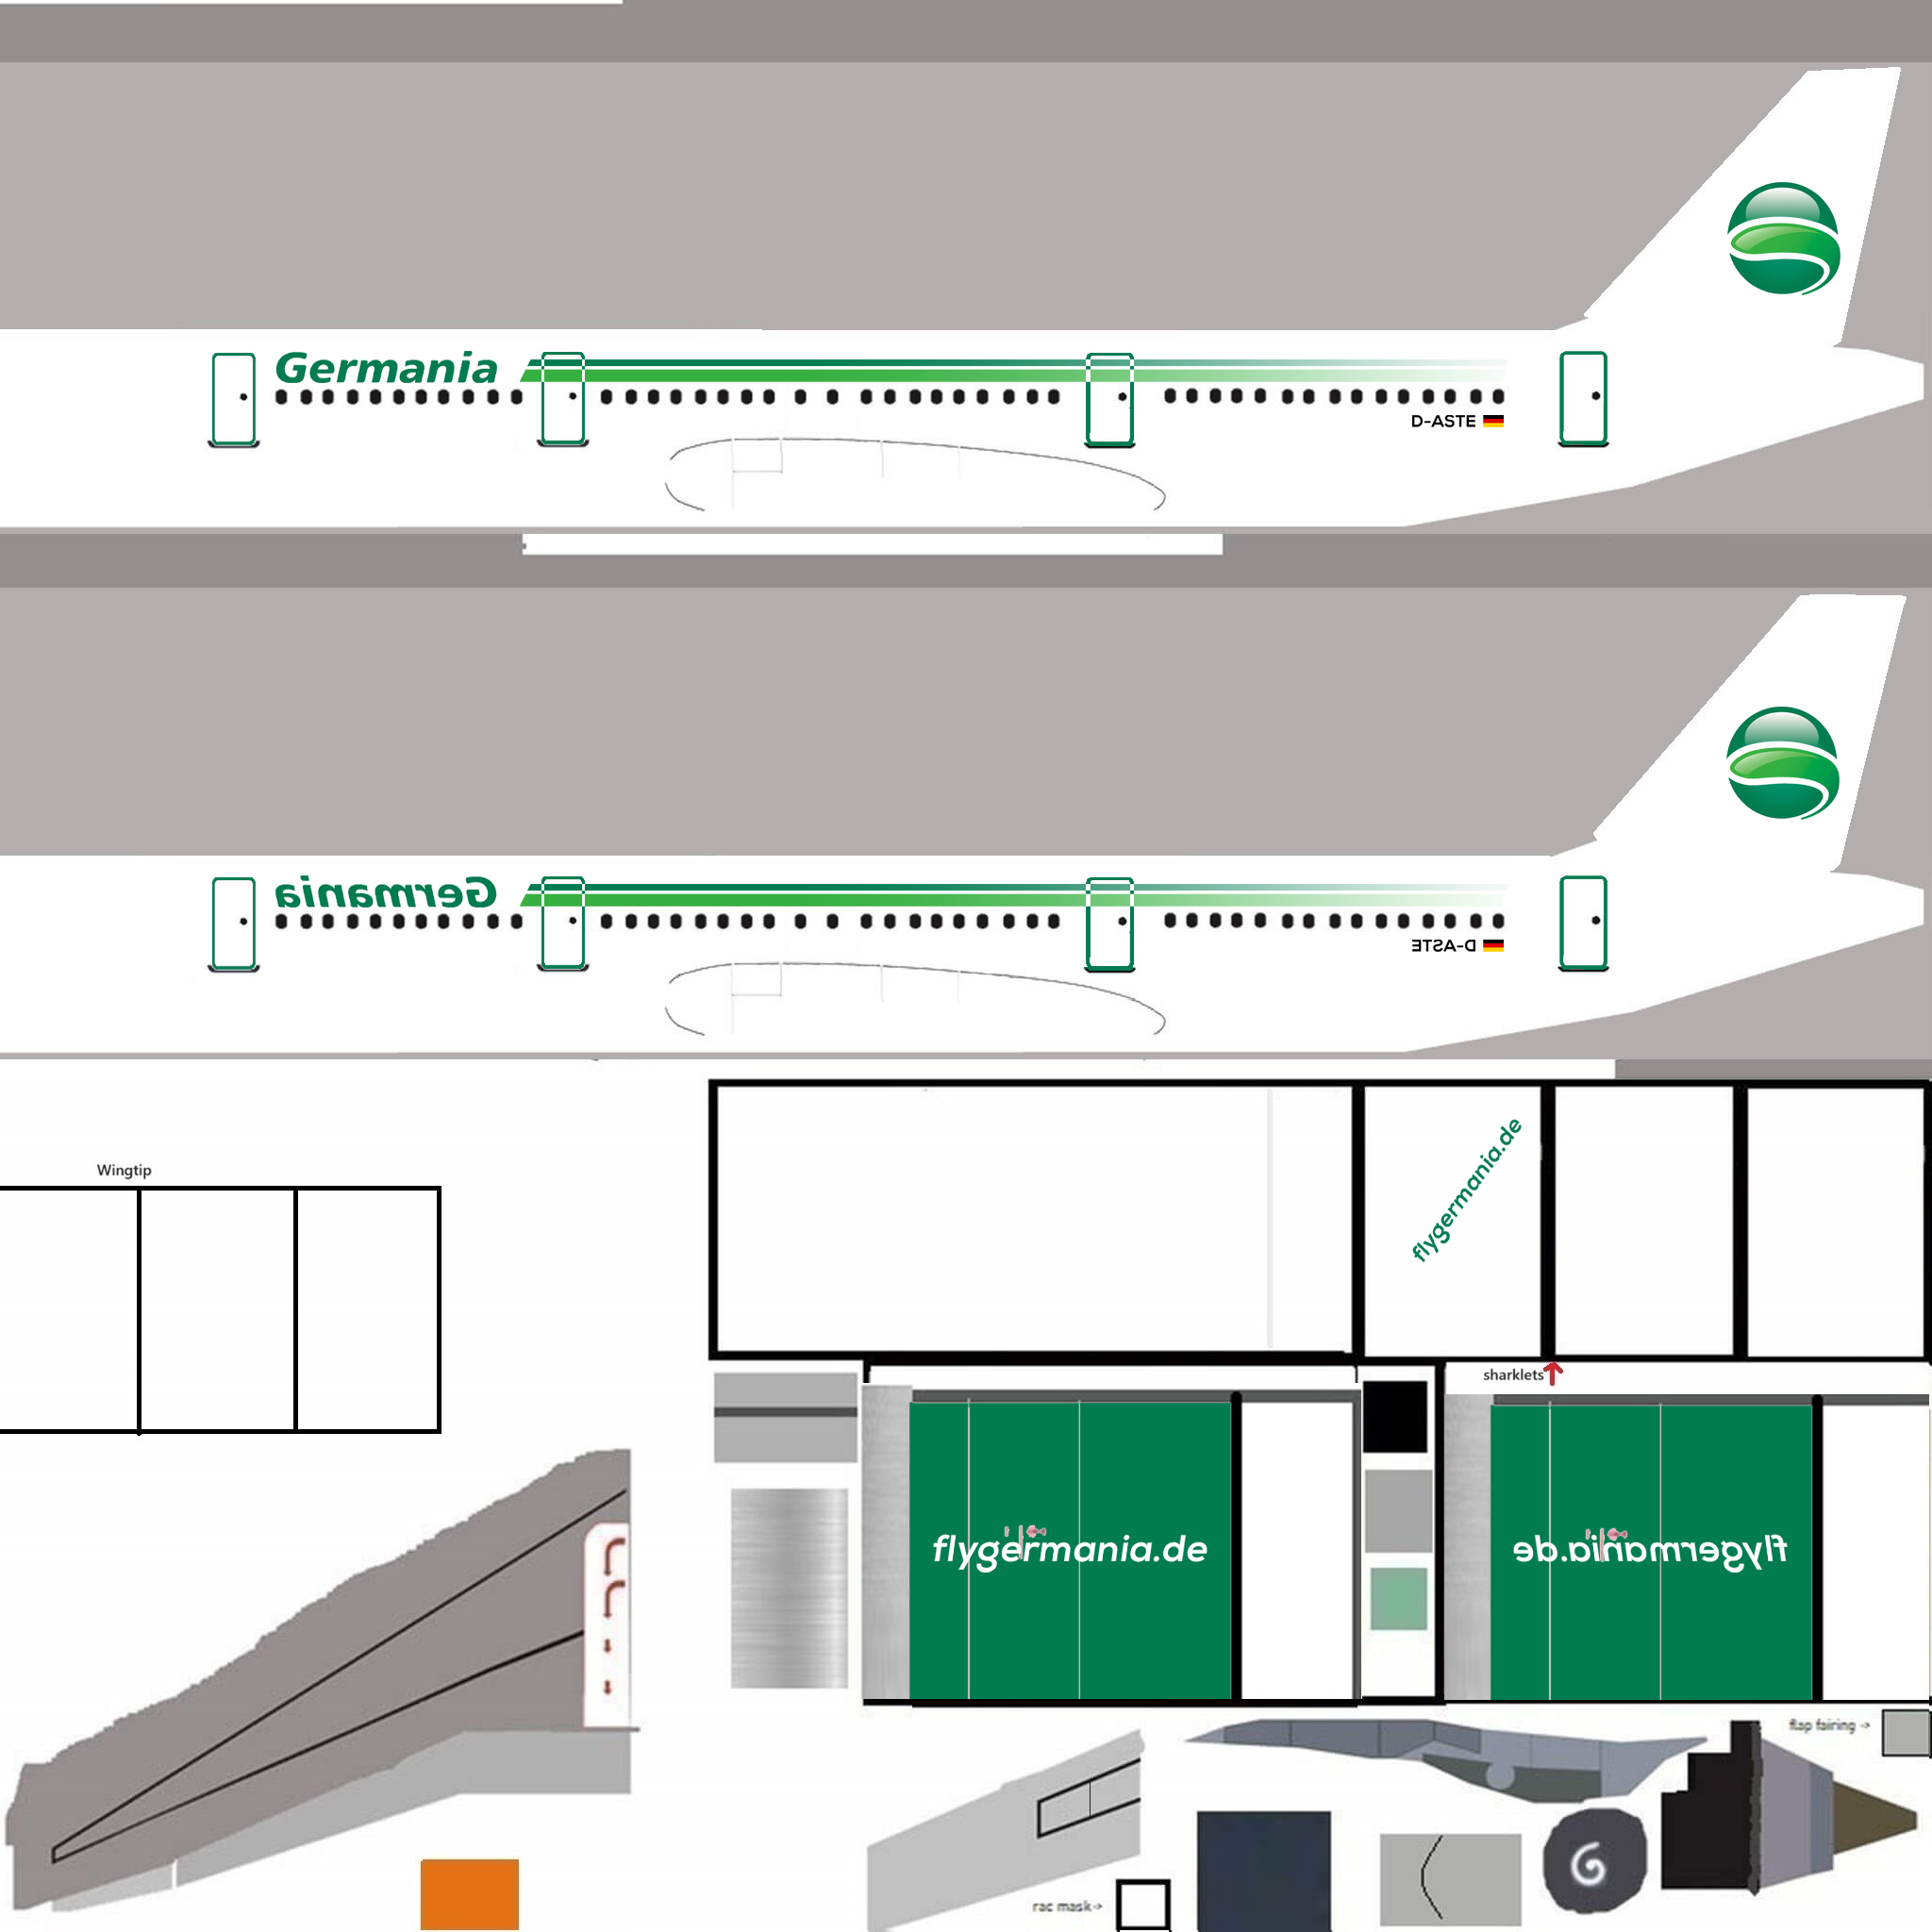 Germania
D-ASTE
Germania
D-ASTE
Wingtip
flygermania.de
sharklets
flygermania.de
flygermania.de
flap fairing ->
rac mask->